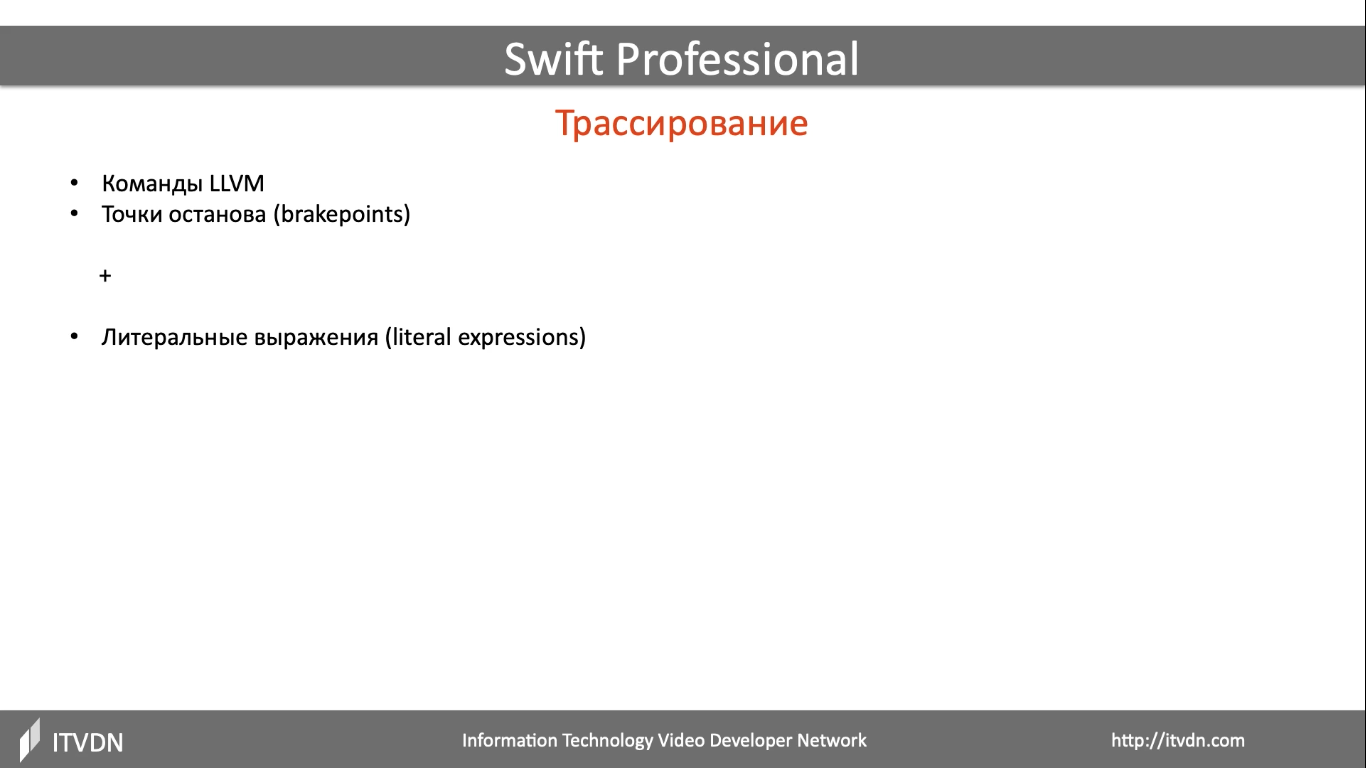 Swift Professional
Трассирование
• Команды LLVM
• Точки останова (brakepoints)
+
• Литеральные выражения (literal expressions)
ITVDN
Information Technology Video Developer Network
http://itvdn.com